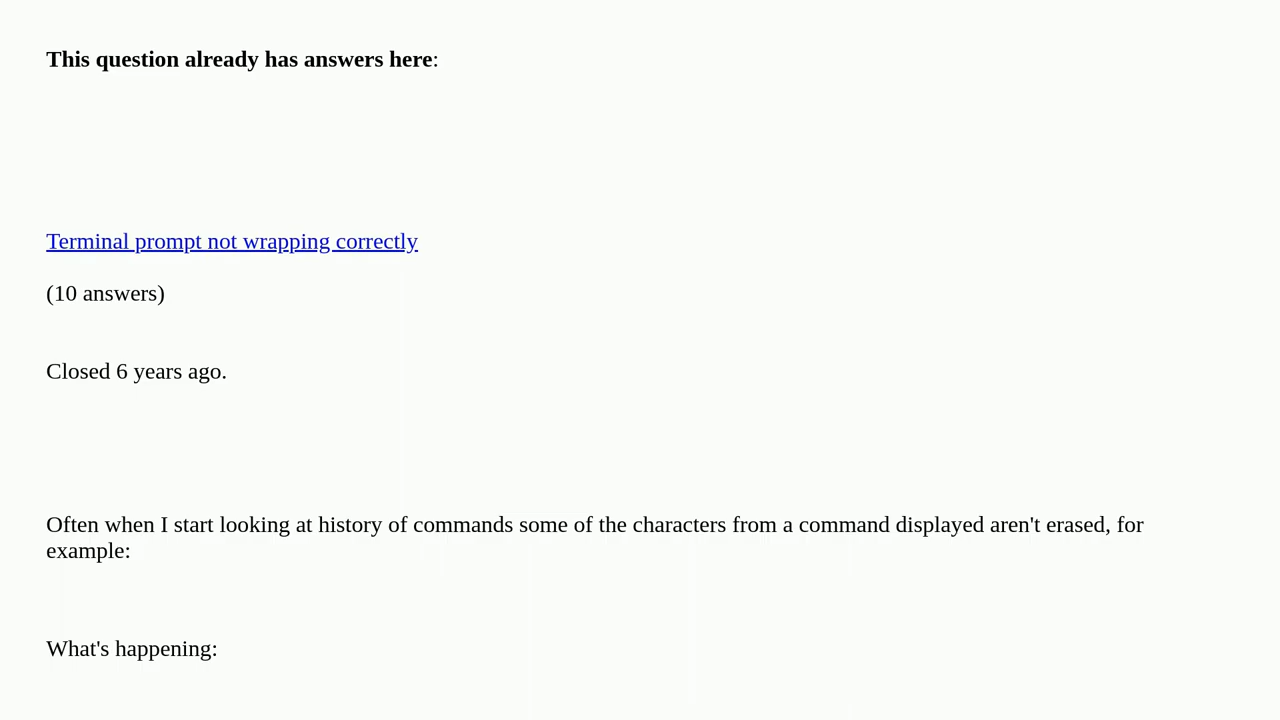 This question already has answers here:
Terminal prompt not wrapping correctly
(10 answers)
Closed 6 years ago.
Often when I start looking at history of commands some of the characters from a command displayed aren't erased, for
example:
What's happening: